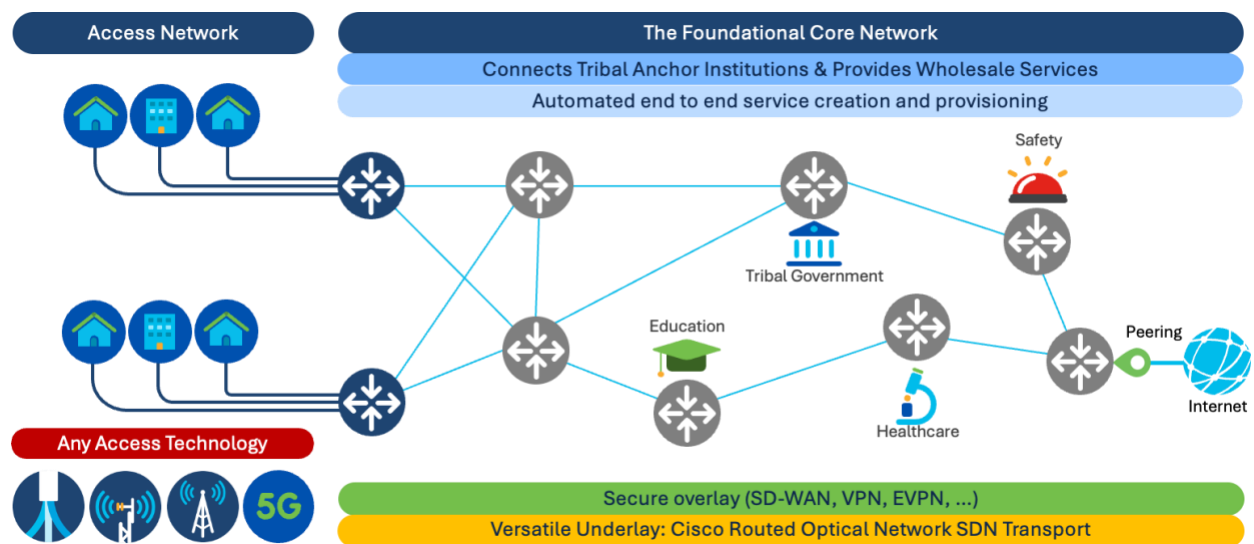 Access Network
The Foundational Core Network
Connects Tribal Anchor Institutions & Provides Wholesale Services
Automated end to end service creation and provisioning
Safety
Tribal Government
Education
Peering
Internet
Healthcare
Any Access Technology
5G
Secure overlay (SD-WAN, VPN, EVPN, ...)
Versatile Underlay: Cisco Routed Optical Network SDN Transport